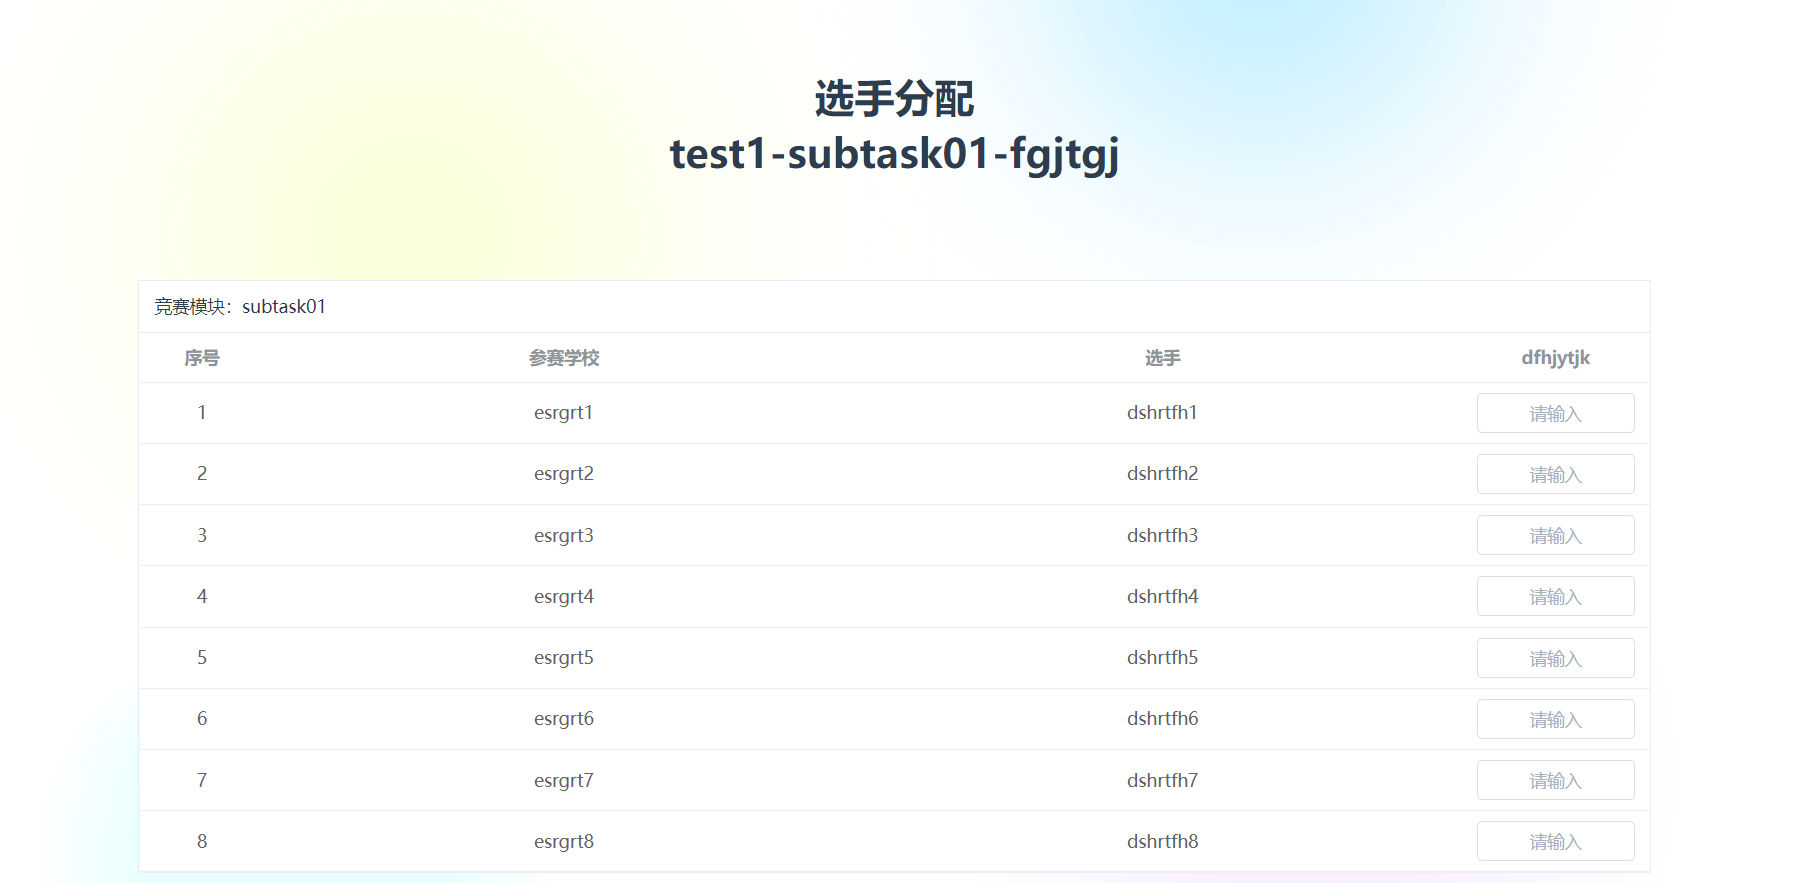 选手分配
test1-subtask01-fgjtgj
竞赛模块：subtask01
序号 参赛学校 选手 dfhjytjk
1 esrgrt1 dshrtfh1 请输入
2 esrgrt2 dshrtfh2 请输入
3 esrgrt3 dshrtfh3 请输入
4 esrgrt4 dshrtfh4 请输入
5 esrgrt5 dshrtfh5 请输入
6 esrgrt6 dshrtfh6 请输入
7 esrgrt7 dshrtfh7 请输入
8 esrgrt8 dshrtfh8 请输入